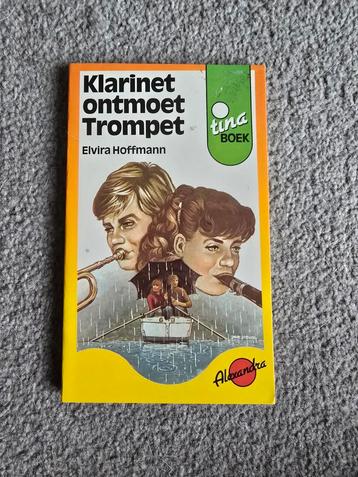 Klarinet
ontmoet
Trompet
Elvira Hoffmann
tina
BOEK
Alexandra